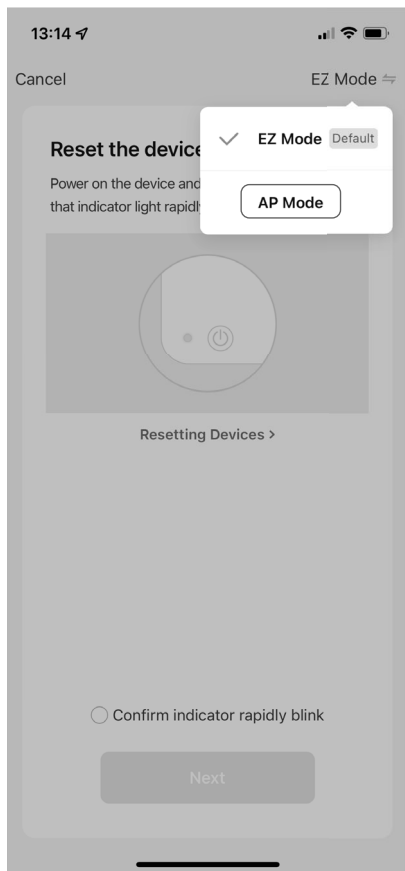 13:14
Cancel
EZ Mode
EZ Mode Default
AP Mode
Reset the device
Power on the device and
that indicator light rapidl
Resetting Devices >
Confirm indicator rapidly blink
Next